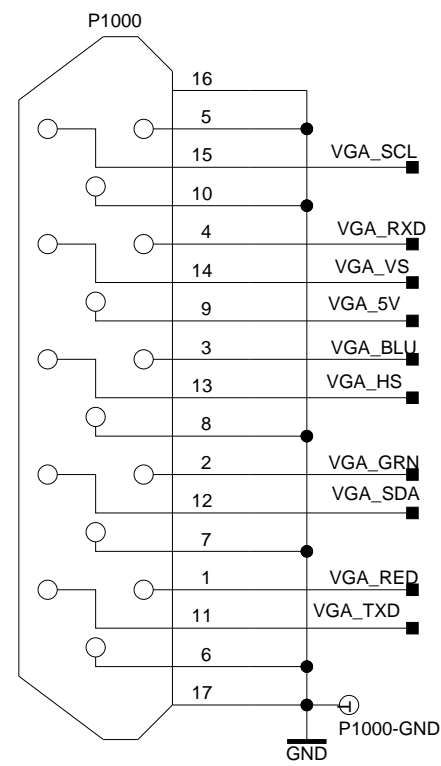 P1000
16
5
15 VGA_SCL
10
4 VGA_RXD
14 VGA_VS
9 VGA_5V
3 VGA_BLU
13 VGA_HS
8
2 VGA_GRN
12 VGA_SDA
7
1 VGA_RED
11 VGA_TXD
6
17
P1000-GND
GND